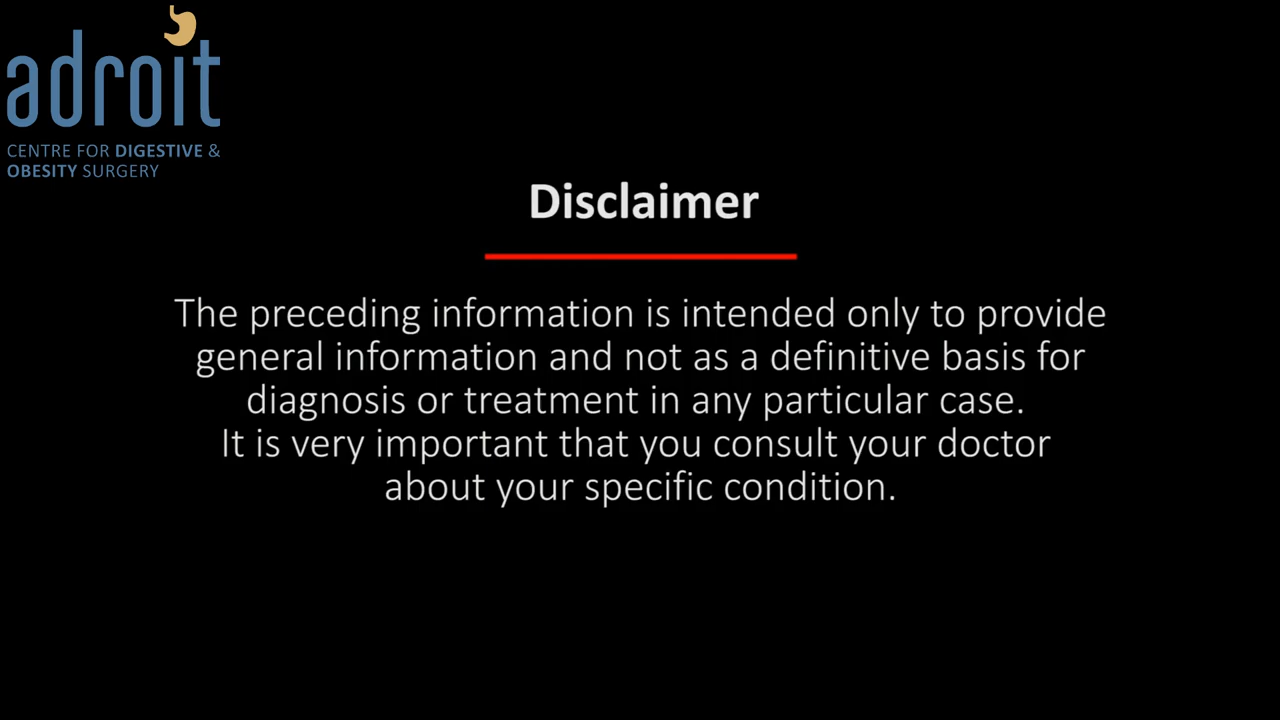 adroit
CENTRE FOR DIGESTIVE &
OBESITY SURGERY
Disclaimer
The preceding information is intended only to provide
general information and not as a definitive basis for
diagnosis or treatment in any particular case.
It is very important that you consult your doctor
about your specific condition.